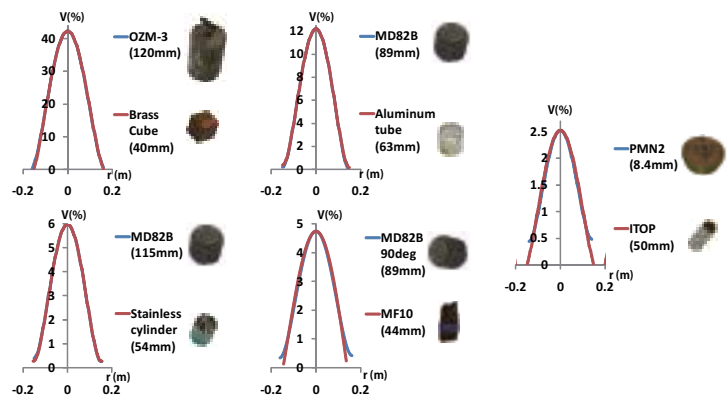 V(%)
40
30
20
10
0
-0.2
0
0.2
r (m)
OZM-3
(120mm)
Brass
Cube
(40mm)
V(%)
12
10
8
6
4
2
0
-0.2
0
0.2
r (m)
MD82B
(89mm)
Aluminum
tube
(63mm)
V(%)
2.5
2
1.5
1
0.5
0
-0.2
0
0.2
r (m)
PMN2
(8.4mm)
ITOP
(50mm)
V(%)
6
5
4
3
2
1
0
-0.2
0
0.2
r (m)
MD82B
(115mm)
Stainless
cylinder
(54mm)
V(%)
5
4
3
2
1
0
-0.2
0
0.2
r (m)
MD82B
90deg
(89mm)
MF10
(44mm)